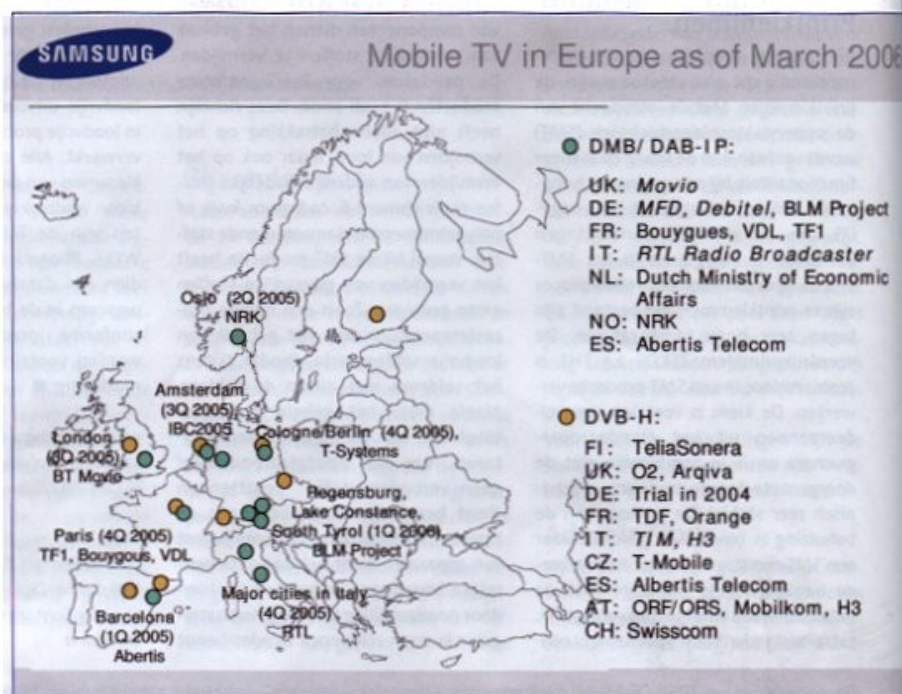 SAMSUNG
Mobile TV in Europe as of March 2006
DMB/ DAB-IP:
UK: Movio
DE: MFD, Debitel, BLM Project
FR: Bouygues, VDL, TF1
IT: RTL Radio Broadcaster
NL: Dutch Ministry of Economic
Affairs
NO: NRK
ES: Abertis Telecom
DVB-H:
FI: TeliaSonera
UK: O2, Arqiva
DE: Trial in 2004
FR: TDF, Orange
IT: TIM, H3
CZ: T-Mobile
ES: Albertis Telecom
AT: ORF/ORS, Mobilkom, H3
CH: Swisscom
Oslo (2Q 2005)
NRK
Amsterdam
(3Q 2005)
IBC2005
Cologne/Berlin (4Q 2005),
T-Systems
London
(3Q 2005)
BT Movio
Regensburg,
Lake Constance,
South Tyrol (1Q 2006)
BLM Project
Paris (4Q 2005)
TF1, Bouygous, VDL
Major cities in Italy
(4Q 2005)
RTL
Barcelona
(1Q 2005)
Abertis